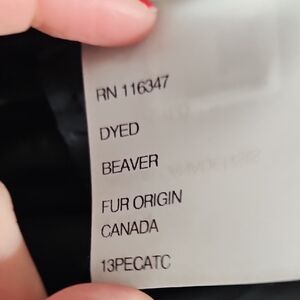 RN 116347
DYED
BEAVER
FUR ORIGIN
CANADA
13PECATC